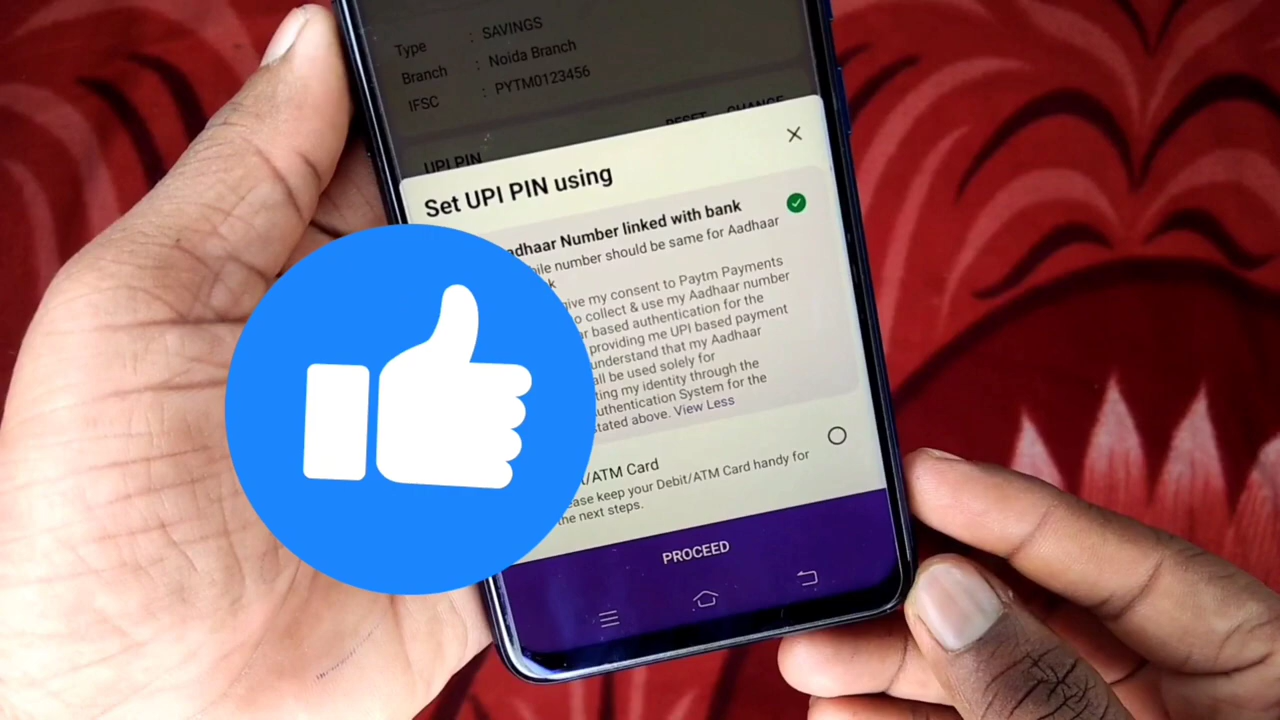 Type : SAVINGS
Branch : Noida Branch
IFSC : PYTM0123456
RESET CHANGE
UPI PIN
Set UPI PIN using
adhaar Number linked with bank
bile number should be same for Aadhaar
k
give my consent to Paytm Payments
o collect & use my Aadhaar number
ar based authentication for the
providing me UPI based payment
understand that my Aadhaar
all be used solely for
ting my identity through the
uthentication System for the
stated above. View Less
t/ATM Card
ease keep your Debit/ATM Card handy for
the next steps.
PROCEED